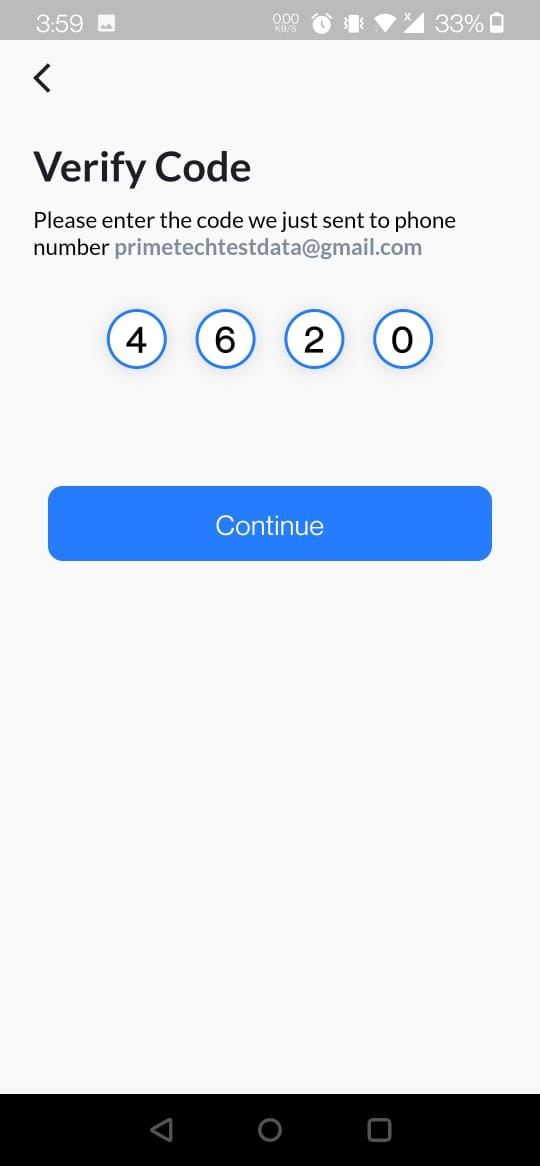 3:59 0.00 KB/S x 33%
Verify Code
Please enter the code we just sent to phone
number primetechtestdata@gmail.com
4 6 2 0
Continue